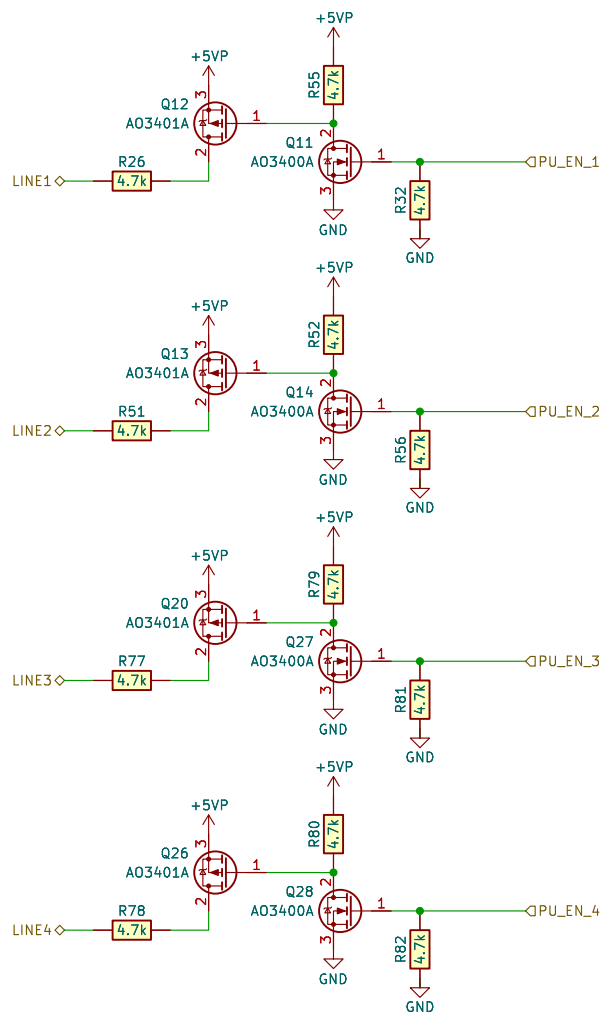 +5VP
+5VP
R55
4.7k
Q12
AO3401A
3
1
2
Q11
AO3400A
2
1
3
PU_EN_1
R26
4.7k
LINE1
R32
4.7k
GND
GND
+5VP
+5VP
R52
4.7k
Q13
AO3401A
3
1
2
Q14
AO3400A
2
1
3
PU_EN_2
R51
4.7k
LINE2
R56
4.7k
GND
GND
+5VP
+5VP
R79
4.7k
Q20
AO3401A
3
1
2
Q27
AO3400A
2
1
3
PU_EN_3
R77
4.7k
LINE3
R81
4.7k
GND
GND
+5VP
+5VP
R80
4.7k
Q26
AO3401A
3
1
2
Q28
AO3400A
2
1
3
PU_EN_4
R78
4.7k
LINE4
R82
4.7k
GND
GND